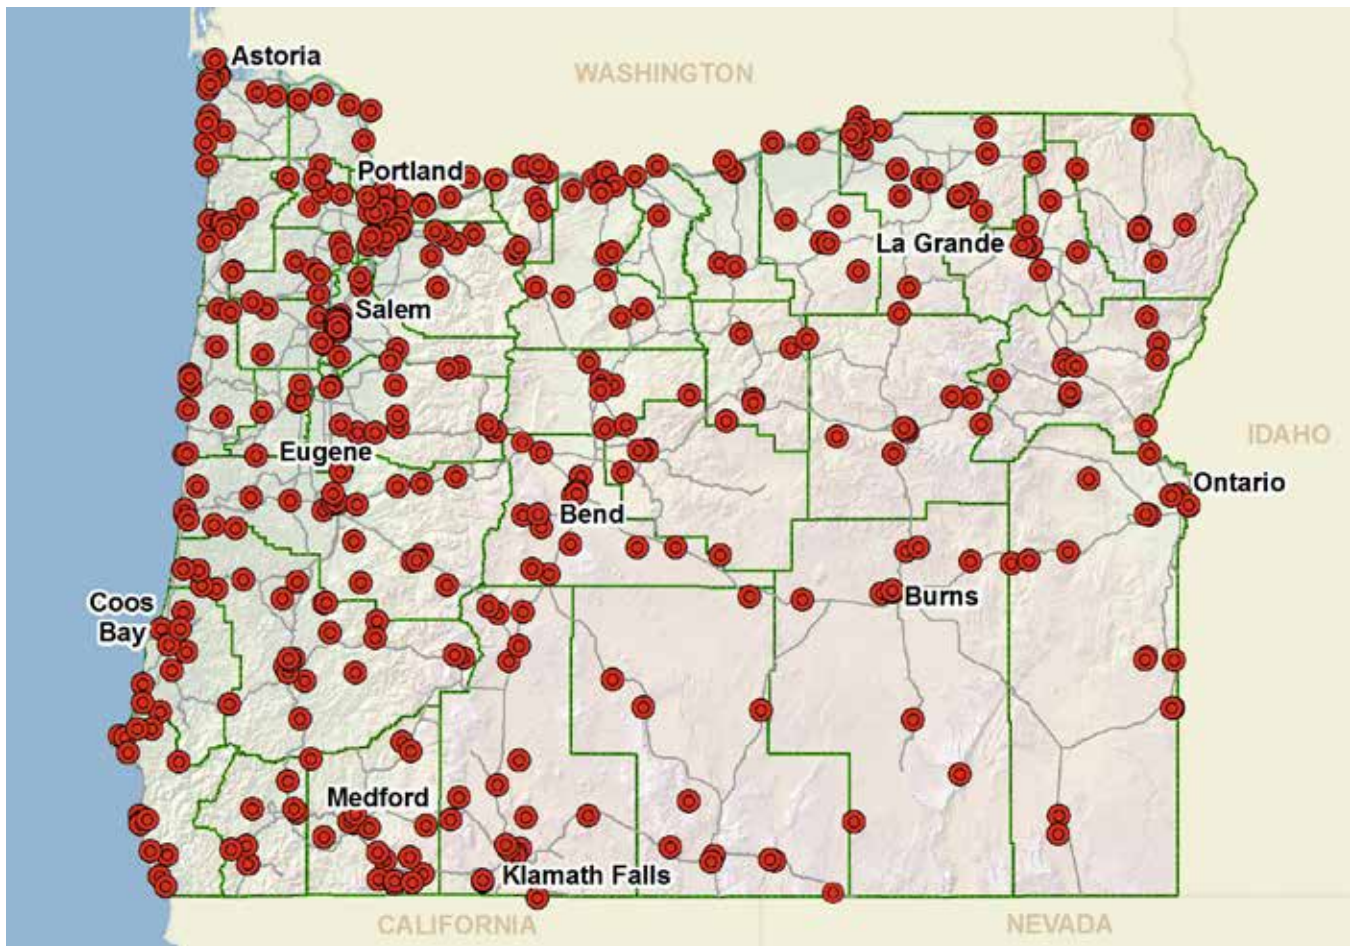 Astoria
WASHINGTON
Portland
La Grande
Salem
IDAHO
Eugene
Ontario
Bend
Burns
Coos
Bay
Medford
Klamath Falls
CALIFORNIA
NEVADA